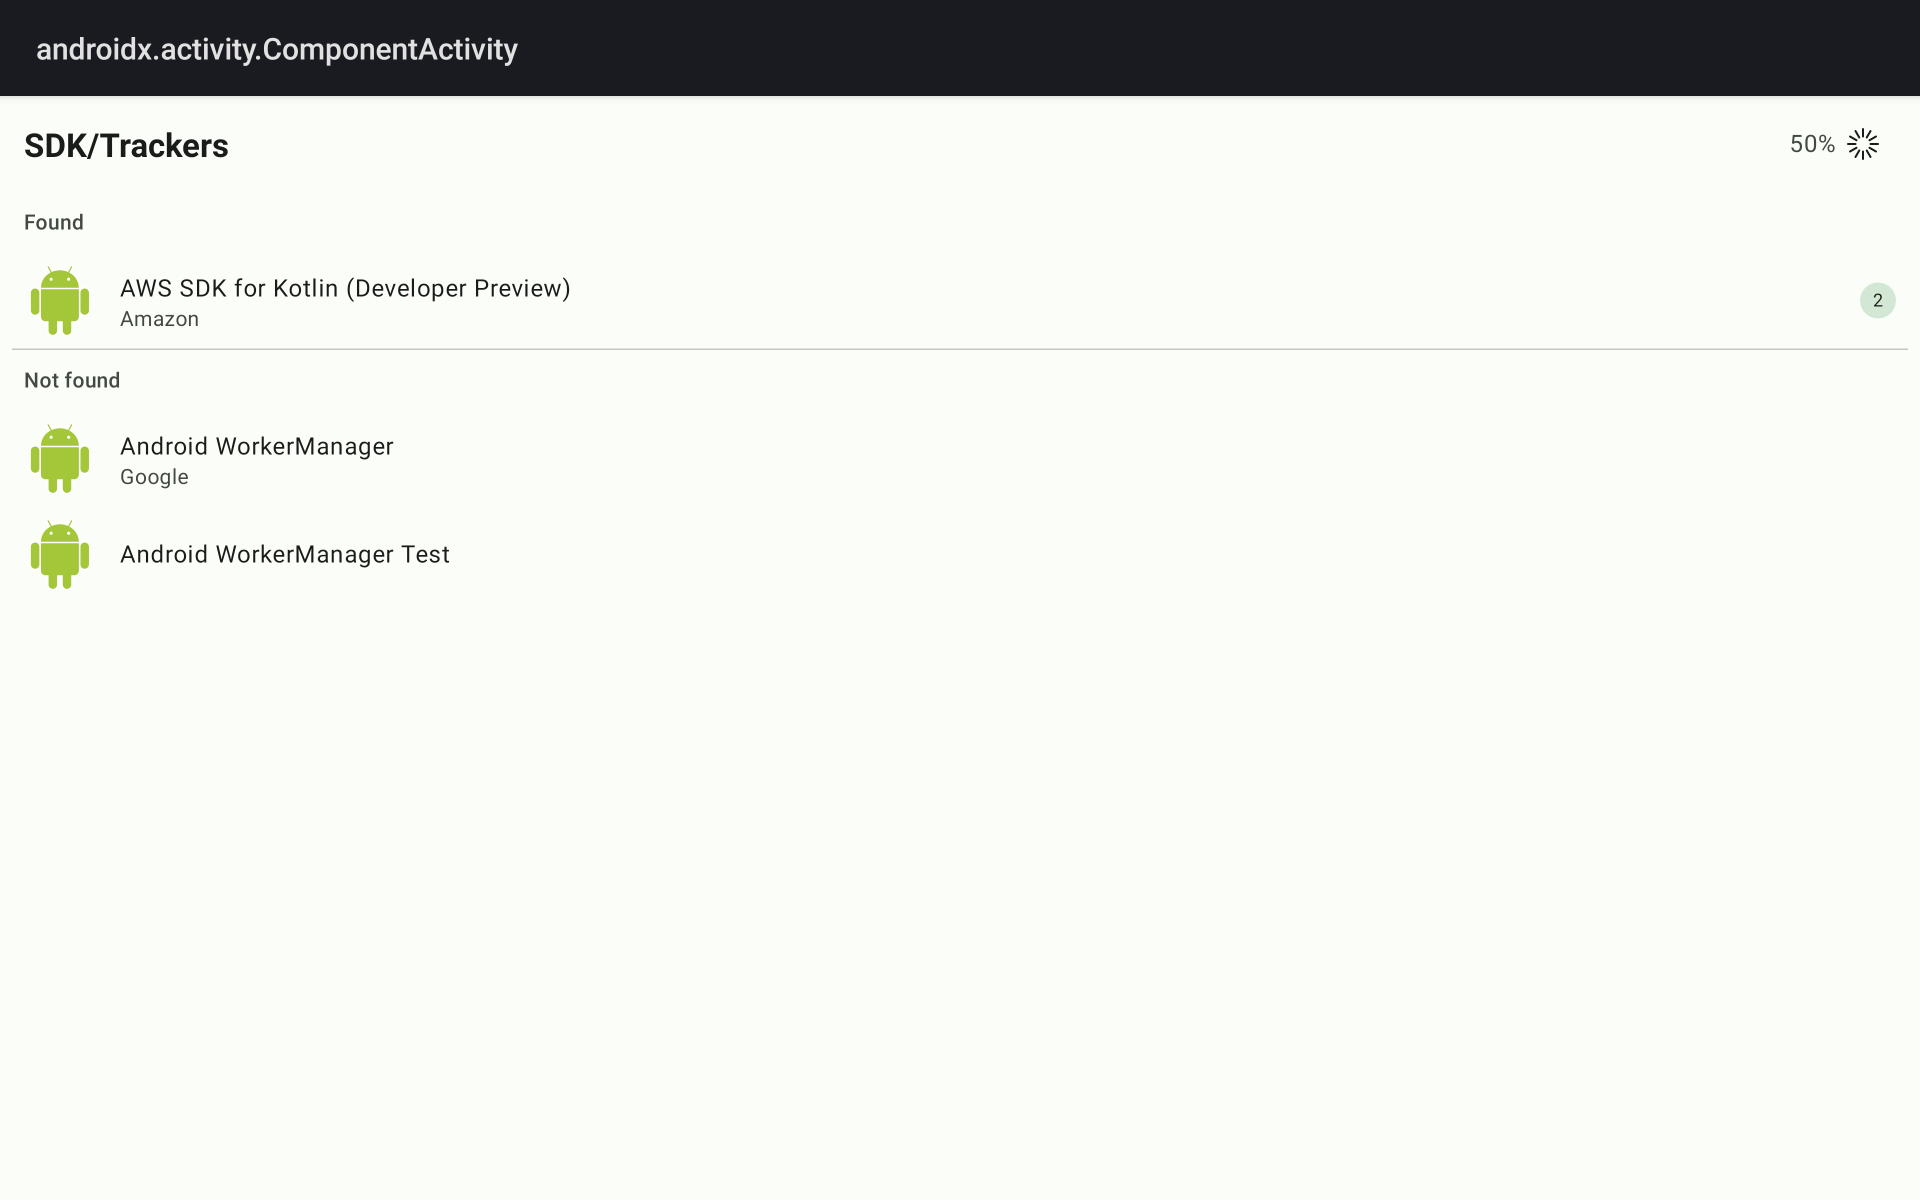 androidx.activity.ComponentActivity
SDK/Trackers
50%
Found
AWS SDK for Kotlin (Developer Preview)
Amazon
2
Not found
Android WorkerManager
Google
Android WorkerManager Test